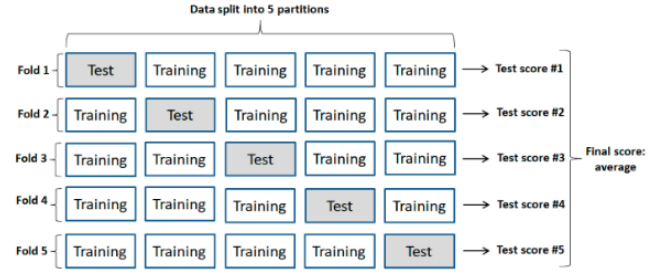 Data split into 5 partitions
Fold 1 Test Training Training Training Training Test score #1
Fold 2 Training Test Training Training Training Test score #2
Fold 3 Training Training Test Training Training Test score #3
Final score:
average
Fold 4 Training Training Training Test Training Test score #4
Fold 5 Training Training Training Training Test Test score #5